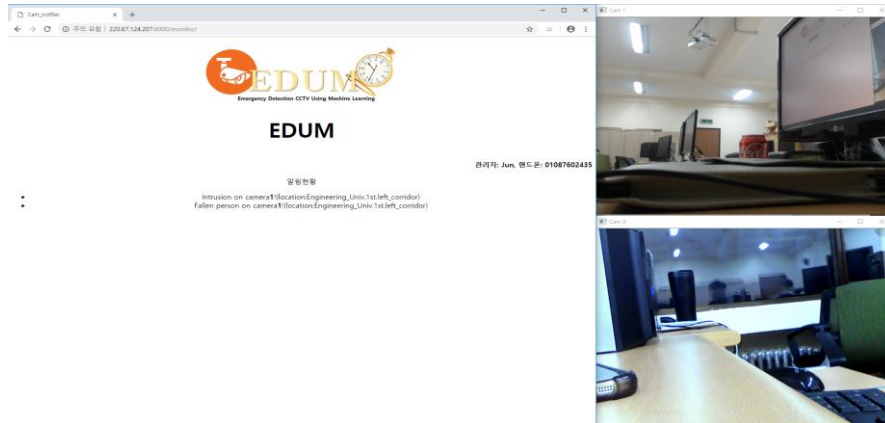 Cam_notifier
주의 요함 | 220.67.124.207:8000/monitor/
EDUM
Emergency Detection CCTV Using Machine Learning
EDUM
관리자: Jun, 핸드폰: 01087602435
알림현황
Intrusion on camera1!(location:Engineering_Univ.1st.left_corridor)
Fallen person on camera1!(location:Engineering_Univ.1st.left_corridor)
Cam 1
Cam 0